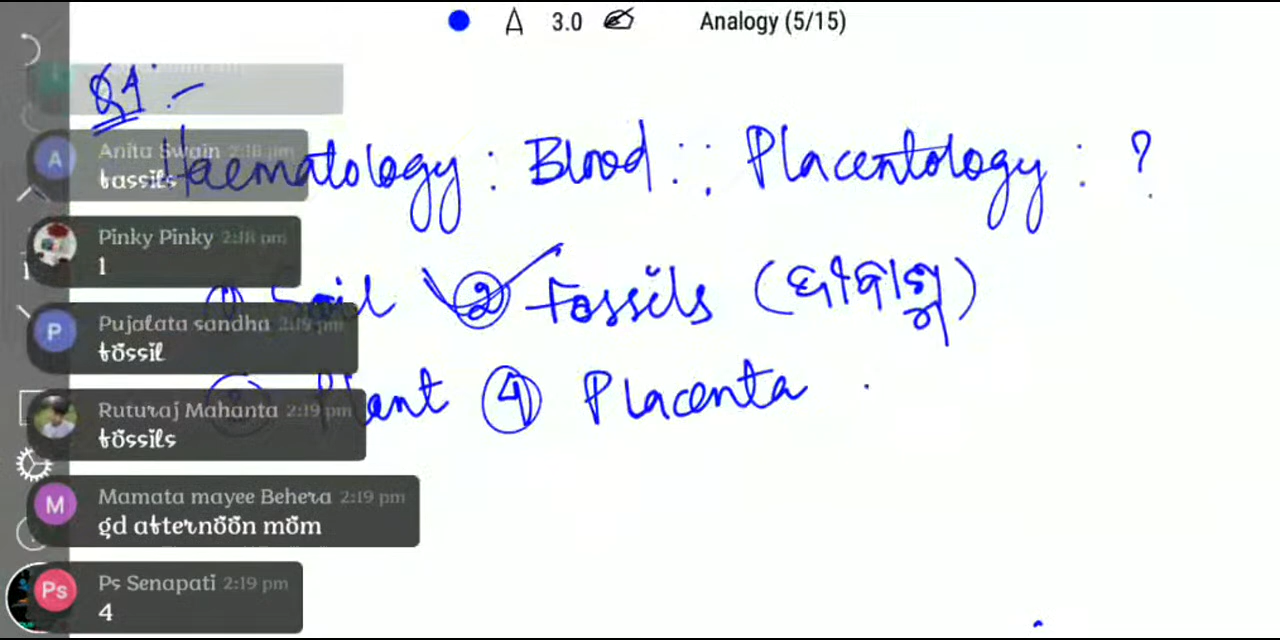 A 3.0 Analogy (5/15)
Q1 :-
Haematology : Blood :: Placentology : ?
(1) Soil (2) Fossils (ଜୀବାଶ୍ମ)
(3) Plant (4) Placenta
Anita Swain 2:18 pm
fassils
Pinky Pinky 2:18 pm
1
Pujalata sandha 2:19 pm
fossil
Ruturaj Mahanta 2:19 pm
fossils
Mamata mayee Behera 2:19 pm
gd afternoon mom
Ps Senapati 2:19 pm
4